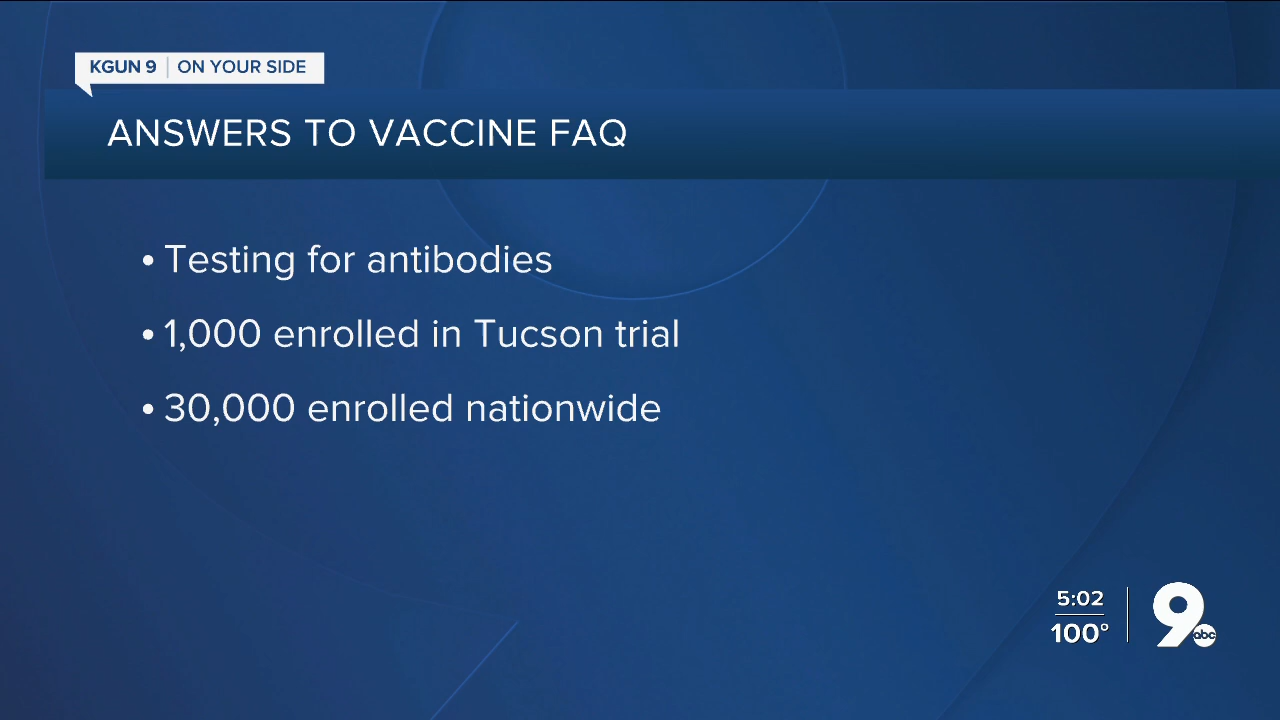 KGUN 9 | ON YOUR SIDE
ANSWERS TO VACCINE FAQ
• Testing for antibodies
• 1,000 enrolled in Tucson trial
• 30,000 enrolled nationwide
5:02
100°
9
abc